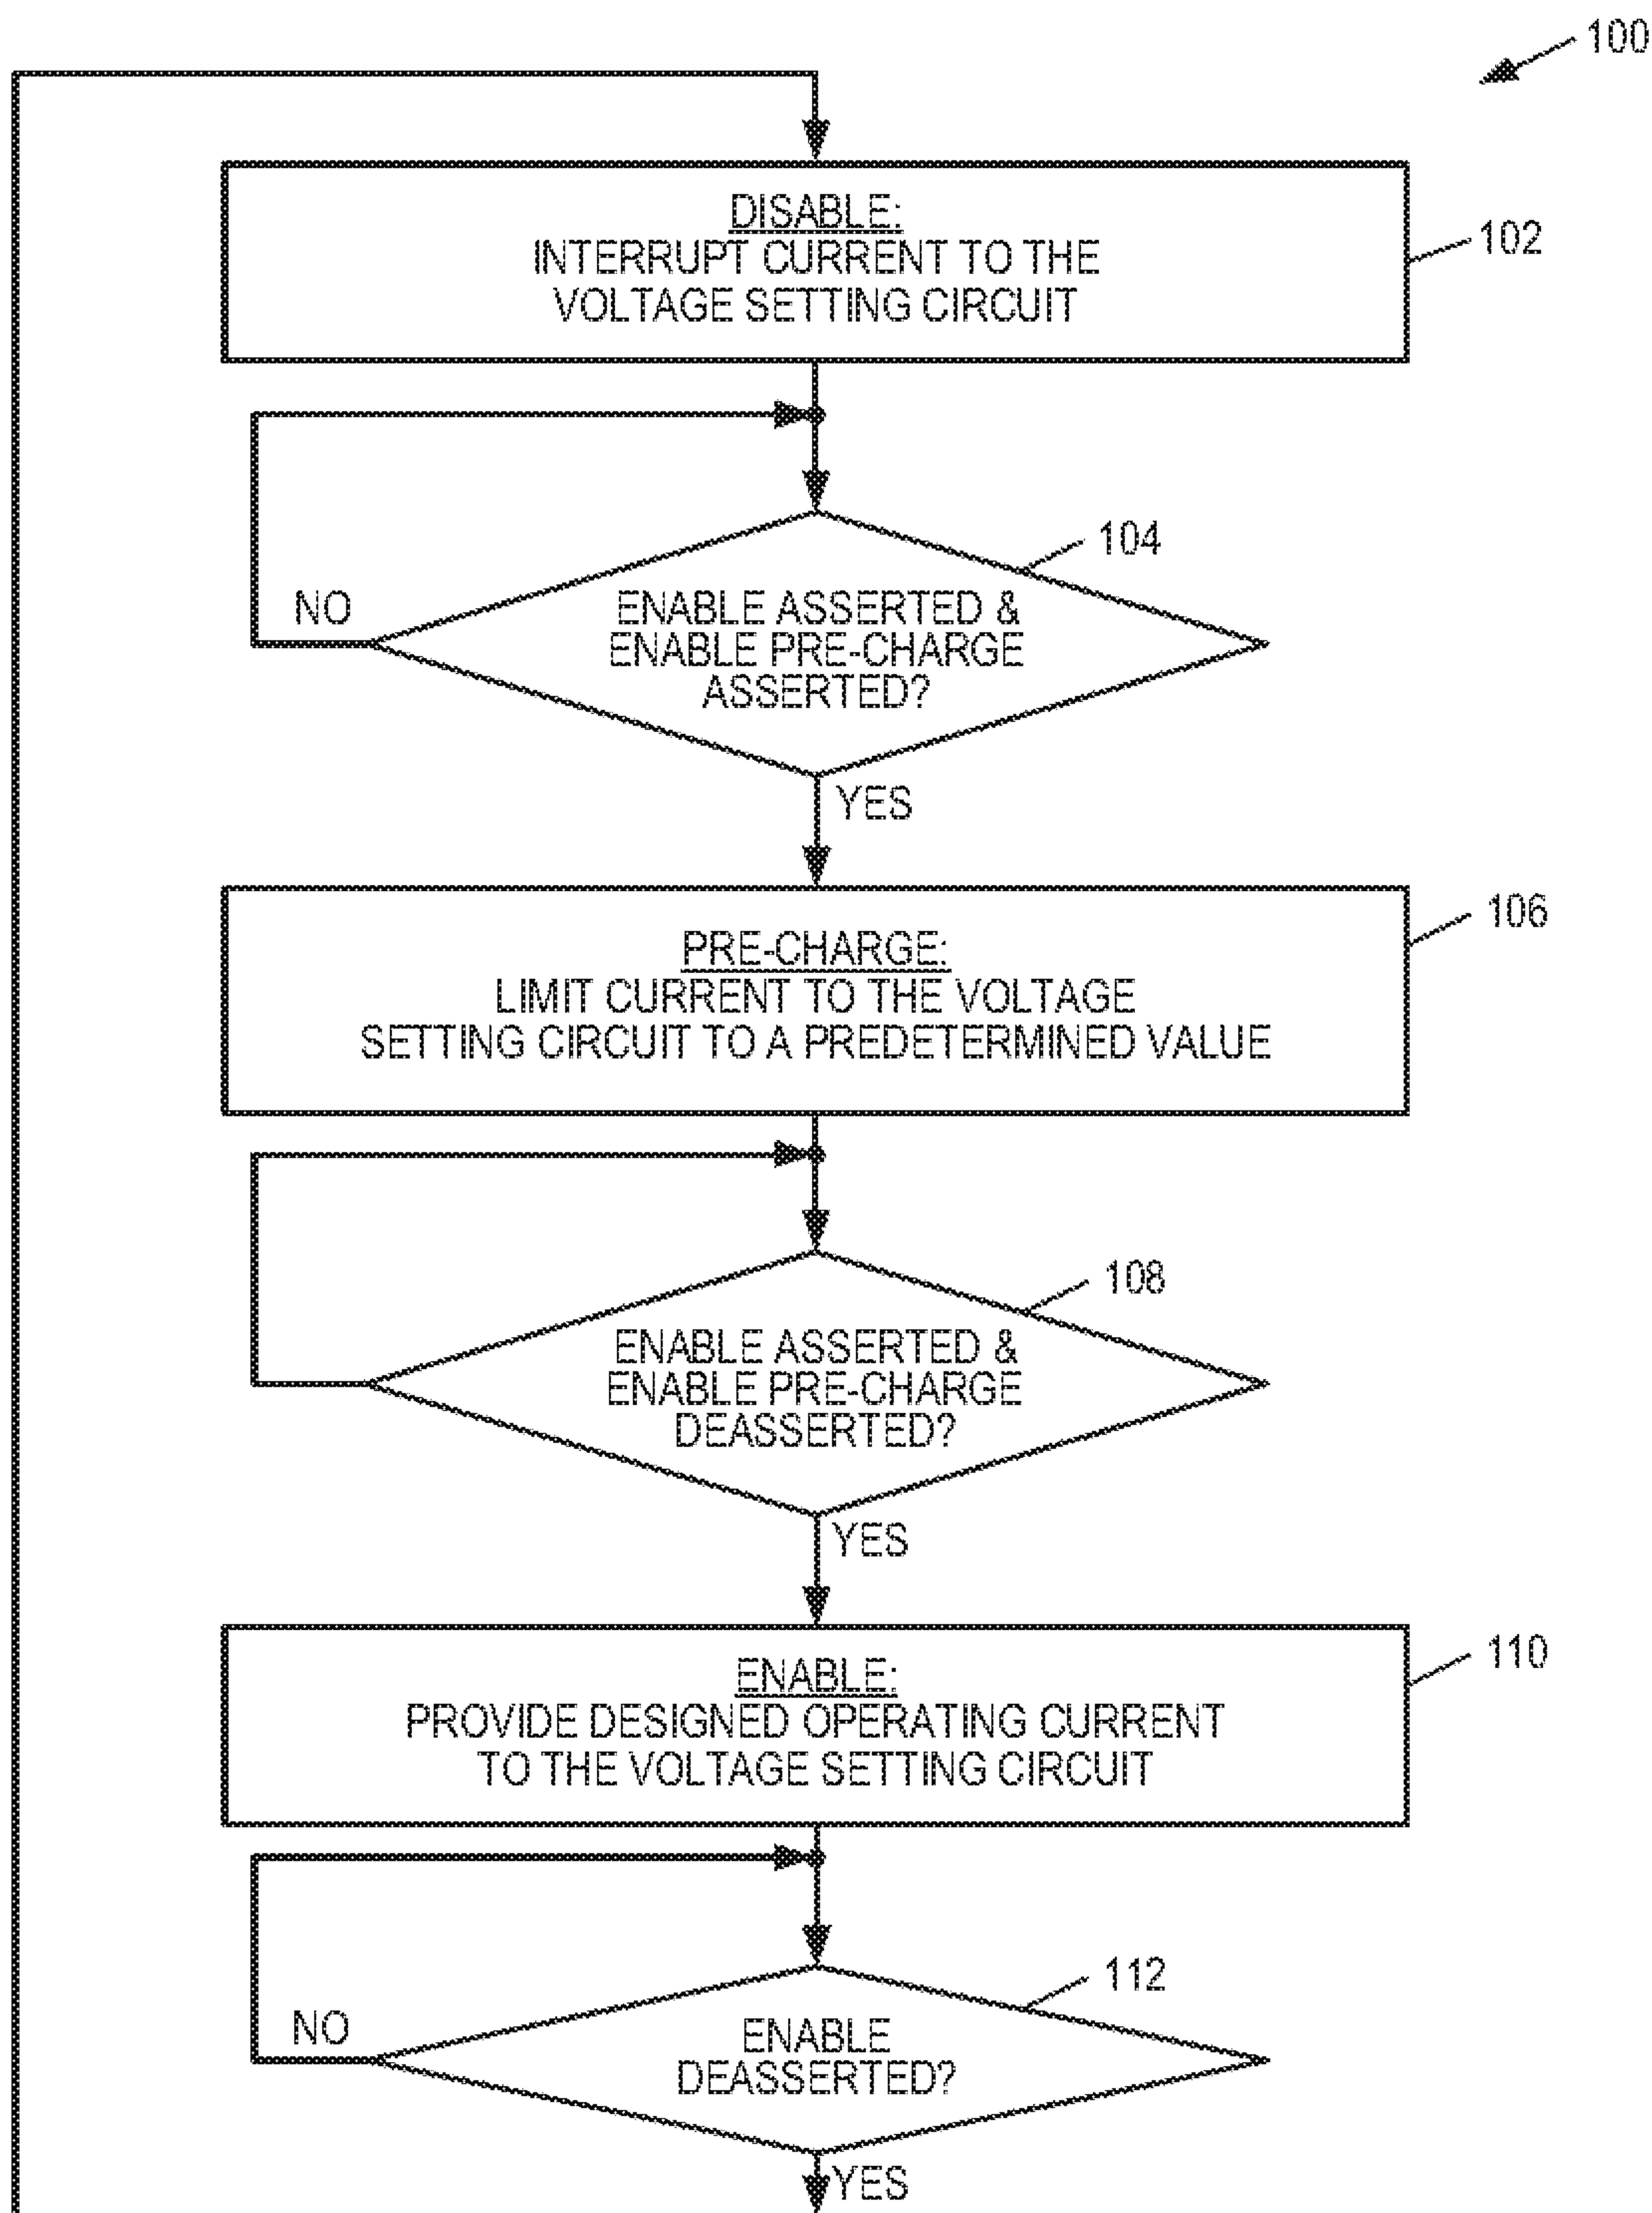 100
DISABLE:
INTERRUPT CURRENT TO THE
VOLTAGE SETTING CIRCUIT
102
104
NO
ENABLE ASSERTED &
ENABLE PRE-CHARGE
ASSERTED?
YES
PRE-CHARGE:
LIMIT CURRENT TO THE VOLTAGE
SETTING CIRCUIT TO A PREDETERMINED VALUE
106
108
ENABLE ASSERTED &
ENABLE PRE-CHARGE
DEASSERTED?
YES
ENABLE:
PROVIDE DESIGNED OPERATING CURRENT
TO THE VOLTAGE SETTING CIRCUIT
110
112
NO
ENABLE
DEASSERTED?
YES